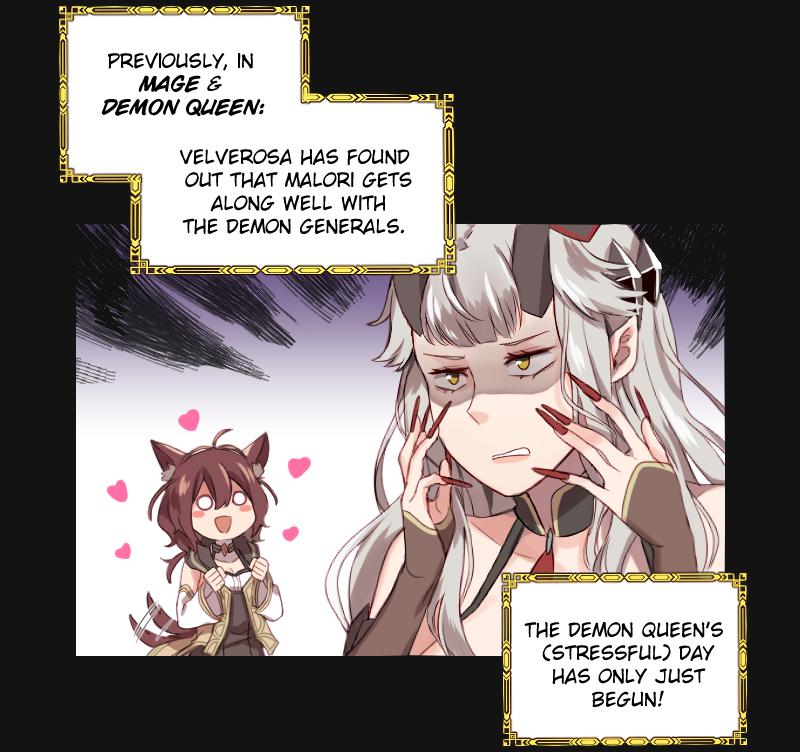 PREVIOUSLY, IN
MAGE &
DEMON QUEEN:
VELVEROSA HAS FOUND
OUT THAT MALORI GETS
ALONG WELL WITH
THE DEMON GENERALS.
THE DEMON QUEEN'S
(STRESSFUL) DAY
HAS ONLY JUST
BEGUN!